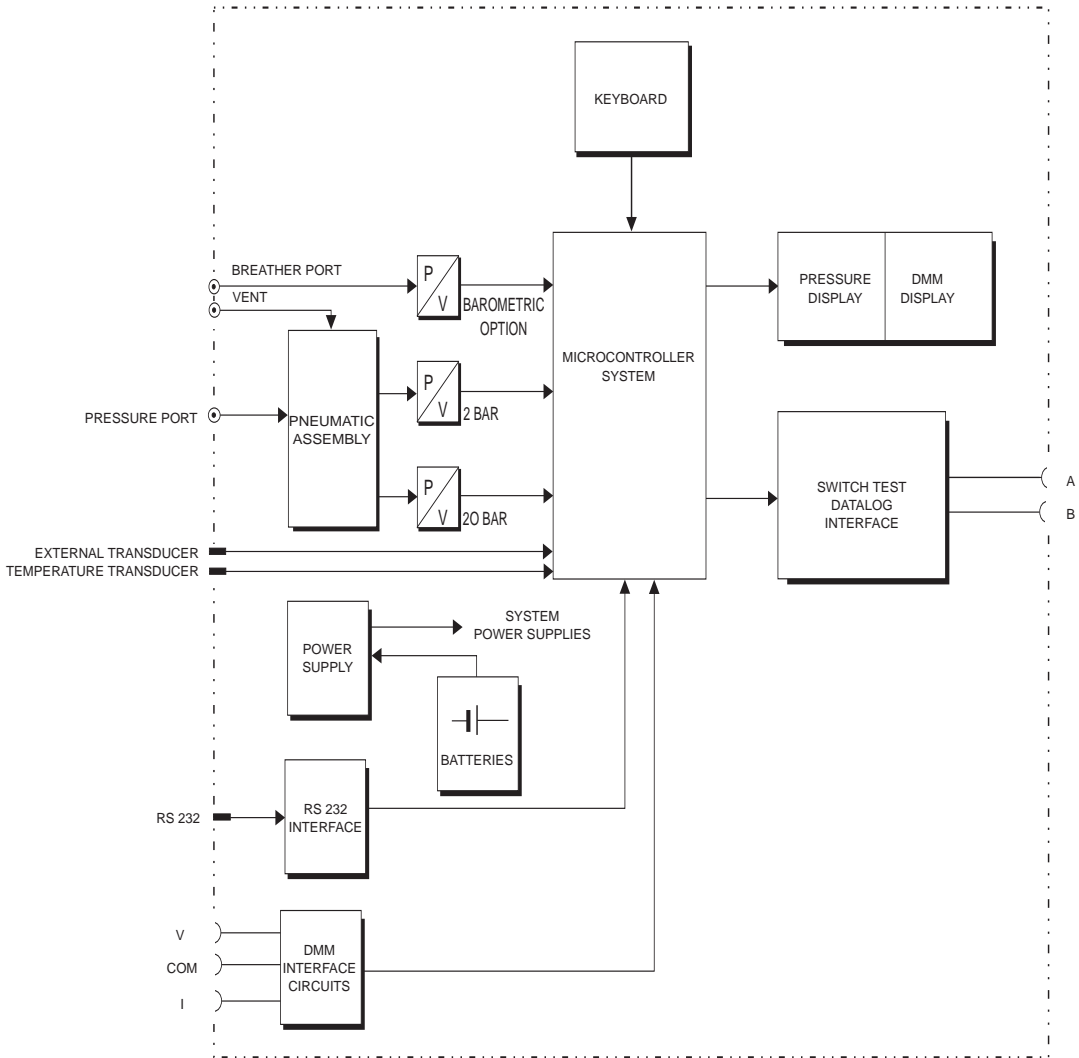 KEYBOARD
BREATHER PORT
VENT
P
V
BAROMETRIC
OPTION
PRESSURE
DISPLAY
DMM
DISPLAY
MICROCONTROLLER
SYSTEM
PRESSURE PORT
PNEUMATIC
ASSEMBLY
P
V
2 BAR
P
V
2O BAR
SWITCH TEST
DATALOG
INTERFACE
A
B
EXTERNAL TRANSDUCER
TEMPERATURE TRANSDUCER
POWER
SUPPLY
SYSTEM
POWER SUPPLIES
BATTERIES
RS 232
RS 232
INTERFACE
V
COM
I
DMM
INTERFACE
CIRCUITS